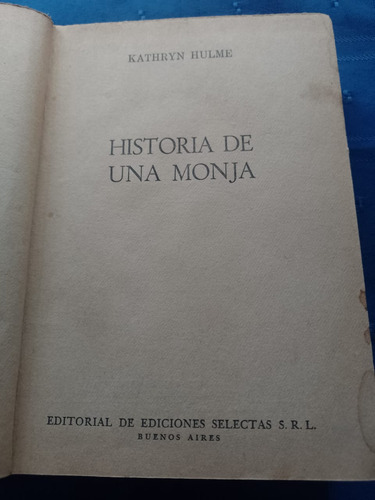 KATHRYN HULME
HISTORIA DE
UNA MONJA
EDITORIAL DE EDICIONES SELECTAS S. R. L.
BUENOS AIRES